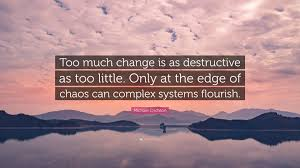 Too much change is as destructive
as too little. Only at the edge of
chaos can complex systems flourish.
Michael Crichton